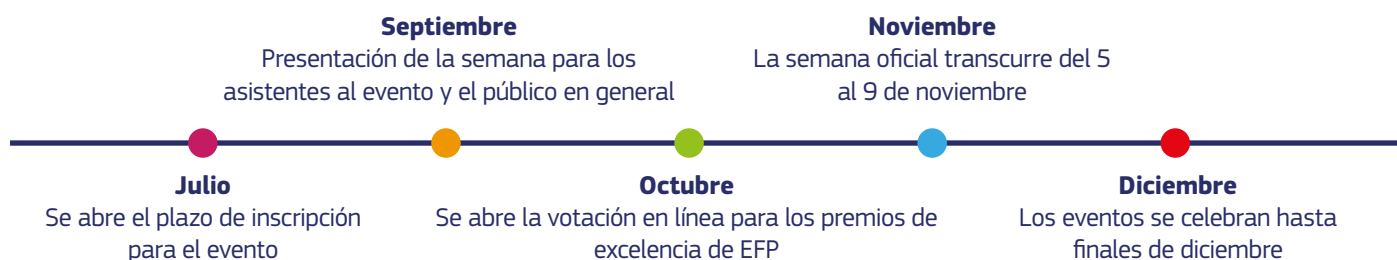 Septiembre
Presentación de la semana para los
asistentes al evento y el público en general
Noviembre
La semana oficial transcurre del 5
al 9 de noviembre
Julio
Se abre el plazo de inscripción
para el evento
Octubre
Se abre la votación en línea para los premios de
excelencia de EFP
Diciembre
Los eventos se celebran hasta
finales de diciembre